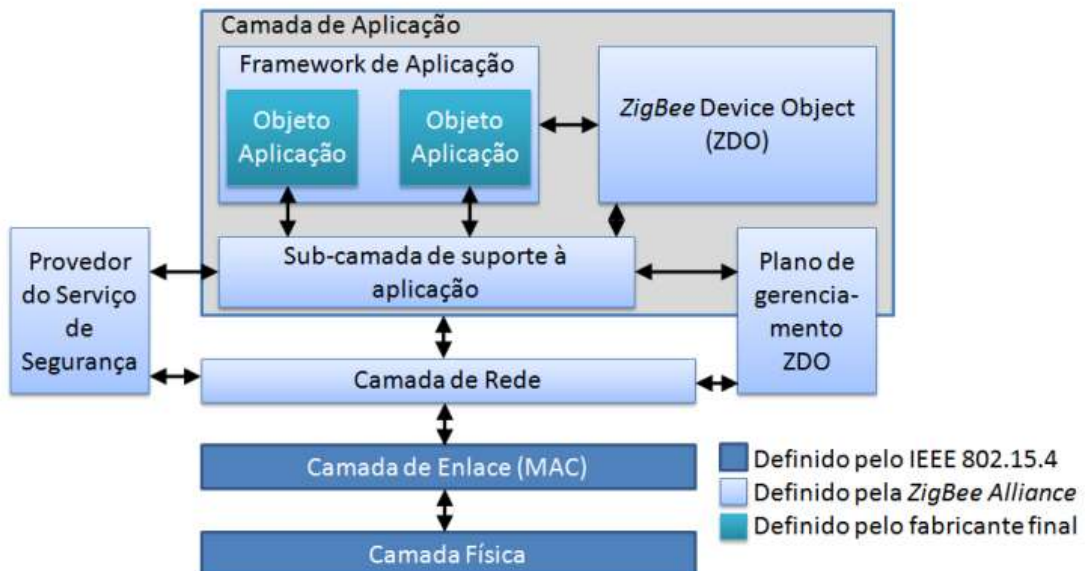 Camada de Aplicação
Framework de Aplicação
Objeto
Aplicação
Objeto
Aplicação
ZigBee Device Object
(ZDO)
Sub-camada de suporte à
aplicação
Provedor
do Serviço
de
Segurança
Plano de
gerencia-
mento
ZDO
Camada de Rede
Camada de Enlace (MAC)
Camada Física
Definido pelo IEEE 802.15.4
Definido pela ZigBee Alliance
Definido pelo fabricante final